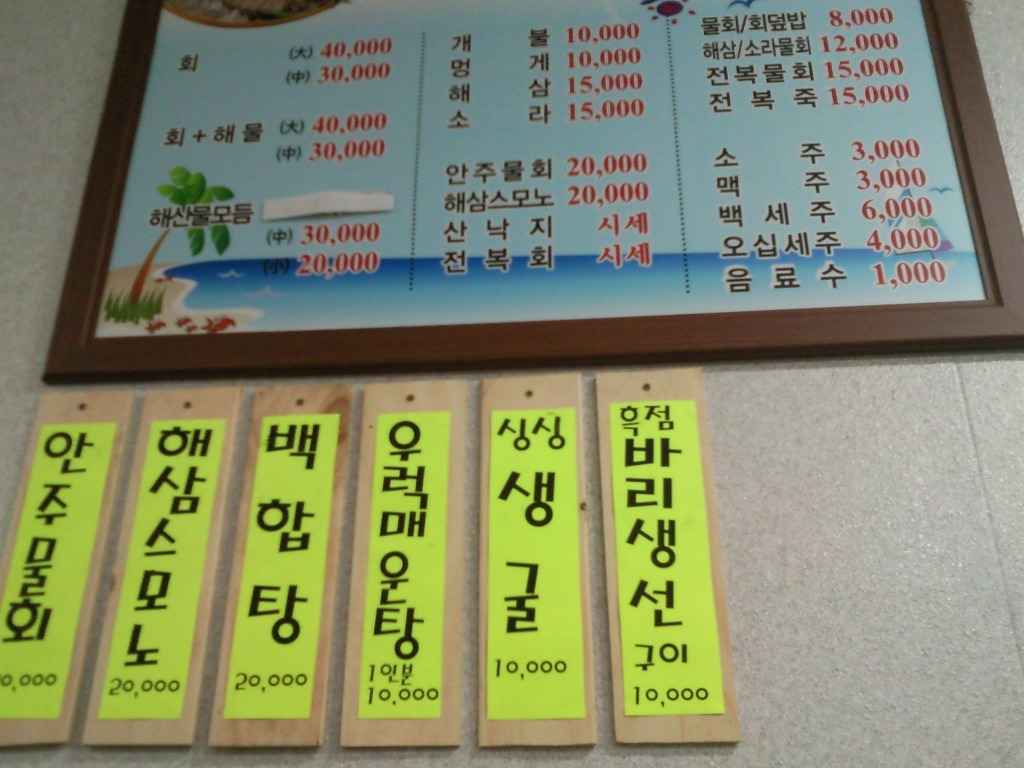 회 (大) 40,000
(中) 30,000
회 + 해물 (大) 40,000
(中) 30,000
해산물모듬
(中) 30,000
(小) 20,000
개불 10,000
멍게 10,000
해삼 15,000
소라 15,000
안주물회 20,000
해삼스모노 20,000
산낙지 시세
전복회 시세
물회/회덮밥 8,000
해삼/소라물회 12,000
전복물회 15,000
전복죽 15,000
소주 3,000
맥주 3,000
백세주 6,000
오십세주 4,000
음료수 1,000
안주물회
0,000
해삼스모노
20,000
백합탕
20,000
우럭매운탕
1인분
10,000
싱싱
생굴
10,000
흑점
바리생선
구이
10,000